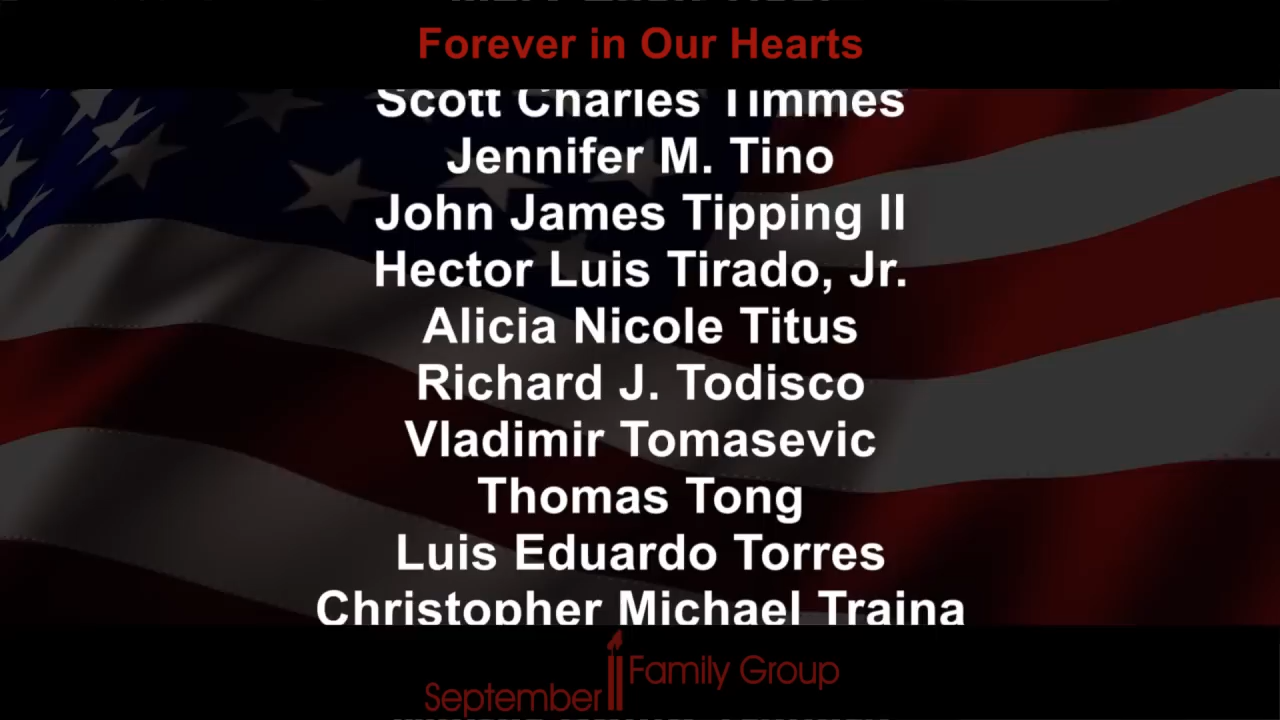 Forever in Our Hearts
Scott Charles Timmes
Jennifer M. Tino
John James Tipping II
Hector Luis Tirado, Jr.
Alicia Nicole Titus
Richard J. Todisco
Vladimir Tomasevic
Thomas Tong
Luis Eduardo Torres
Christopher Michael Traina
September 11 Family Group